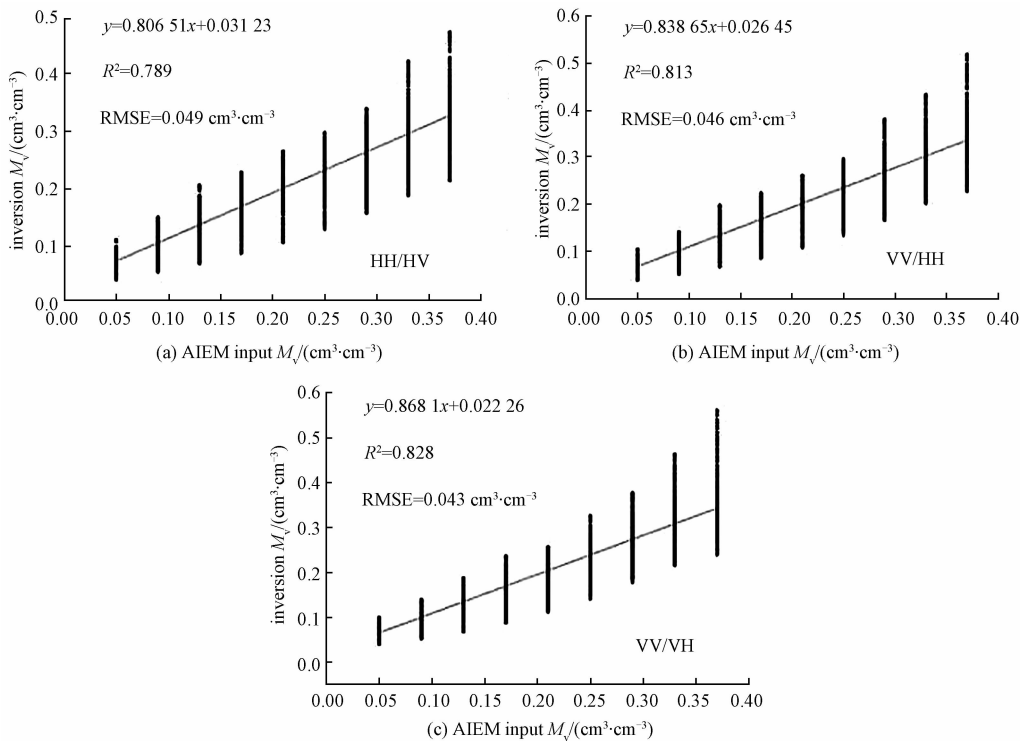 0.5
0.4
0.3
0.2
0.1
0.0
inversion Mv/(cm³·cm⁻³)
y=0.806 51x+0.031 23
R²=0.789
RMSE=0.049 cm³·cm⁻³
HH/HV
0.00 0.05 0.10 0.15 0.20 0.25 0.30 0.35 0.40
(a) AIEM input Mv/(cm³·cm⁻³)
0.6
0.5
0.4
0.3
0.2
0.1
0.0
inversion Mv/(cm³·cm⁻³)
y=0.838 65x+0.026 45
R²=0.813
RMSE=0.046 cm³·cm⁻³
VV/HH
0.00 0.05 0.10 0.15 0.20 0.25 0.30 0.35 0.40
(b) AIEM input Mv/(cm³·cm⁻³)
0.6
0.5
0.4
0.3
0.2
0.1
0.0
inversion Mv/(cm³·cm⁻³)
y=0.868 1x+0.022 26
R²=0.828
RMSE=0.043 cm³·cm⁻³
VV/VH
0.00 0.05 0.10 0.15 0.20 0.25 0.30 0.35 0.40
(c) AIEM input Mv/(cm³·cm⁻³)